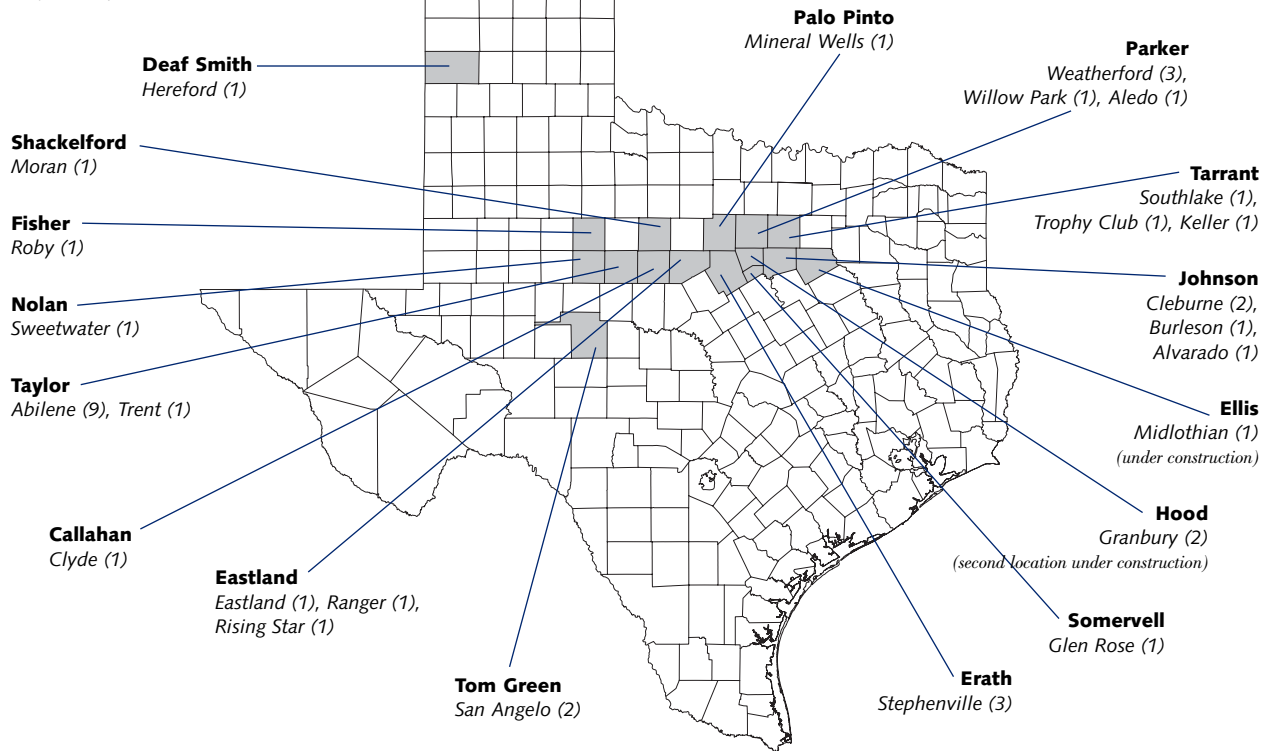 Deaf Smith
Hereford (1)
Shackelford
Moran (1)
Fisher
Roby (1)
Nolan
Sweetwater (1)
Taylor
Abilene (9), Trent (1)
Callahan
Clyde (1)
Eastland
Eastland (1), Ranger (1),
Rising Star (1)
Tom Green
San Angelo (2)
Palo Pinto
Mineral Wells (1)
Parker
Weatherford (3),
Willow Park (1), Aledo (1)
Tarrant
Southlake (1),
Trophy Club (1), Keller (1)
Johnson
Cleburne (2),
Burleson (1),
Alvarado (1)
Ellis
Midlothian (1)
(under construction)
Hood
Granbury (2)
(second location under construction)
Somervell
Glen Rose (1)
Erath
Stephenville (3)